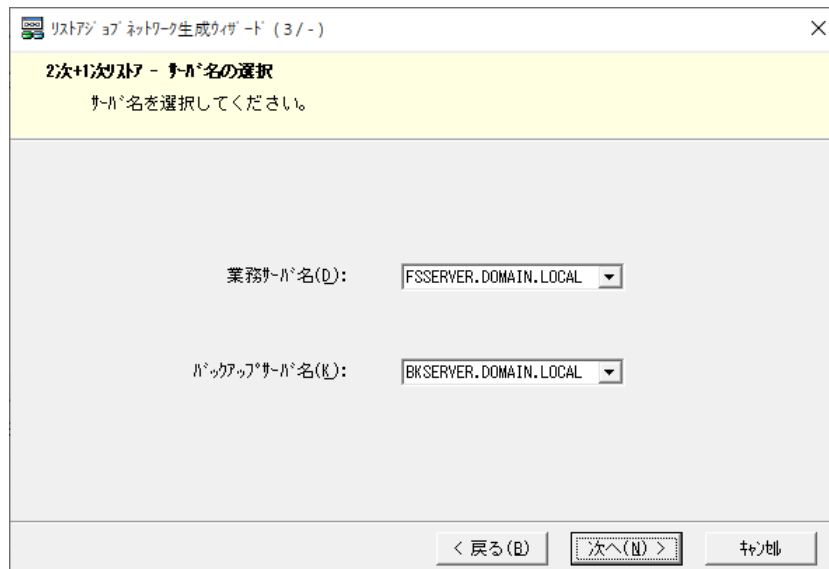 ﾘｽﾄｱｼﾞｮﾌﾞﾈｯﾄﾜｰｸ生成ｳｨｻﾞｰﾄﾞ (3/-)
2次+1次ﾘｽﾄｱ - ｻｰﾊﾞ名の選択
ｻｰﾊﾞ名を選択してください。
業務ｻｰﾊﾞ名(D): FSSERVER.DOMAIN.LOCAL
ﾊﾞｯｸｱｯﾌﾟｻｰﾊﾞ名(K): BKSERVER.DOMAIN.LOCAL
< 戻る(B) 次へ(N) > ｷｬﾝｾﾙ